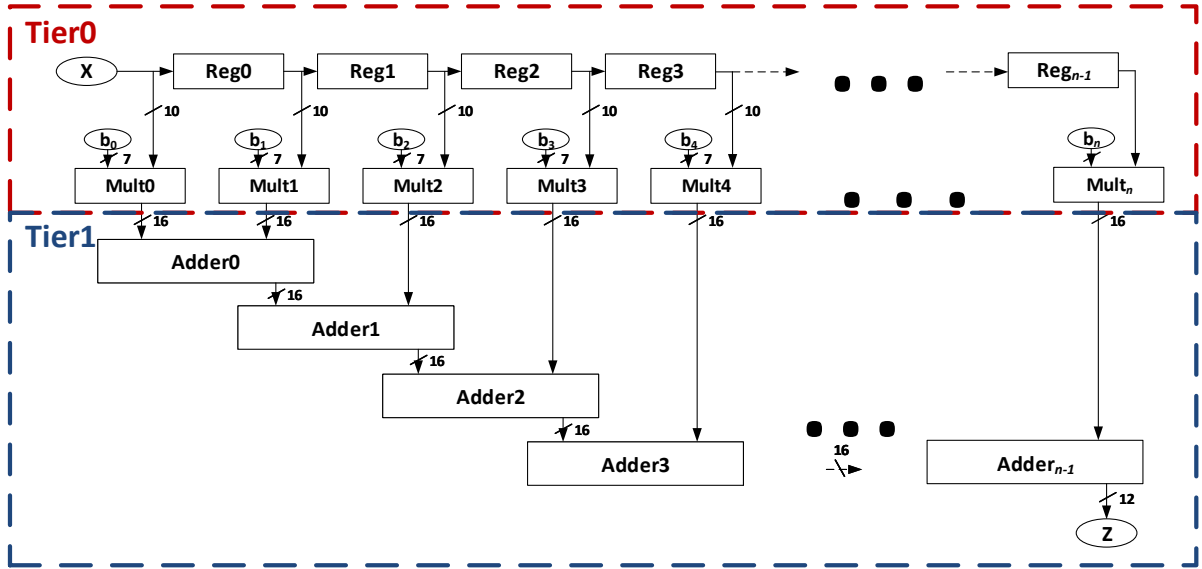 Tier0
X
Reg0
Reg1
Reg2
Reg3
Regn-1
10
10
10
10
10
b0
b1
b2
b3
b4
bn
7
7
7
7
7
Mult0
Mult1
Mult2
Mult3
Mult4
Multn
16
16
16
16
16
16
Tier1
Adder0
16
Adder1
16
Adder2
16
Adder3
16
Addern-1
12
Z